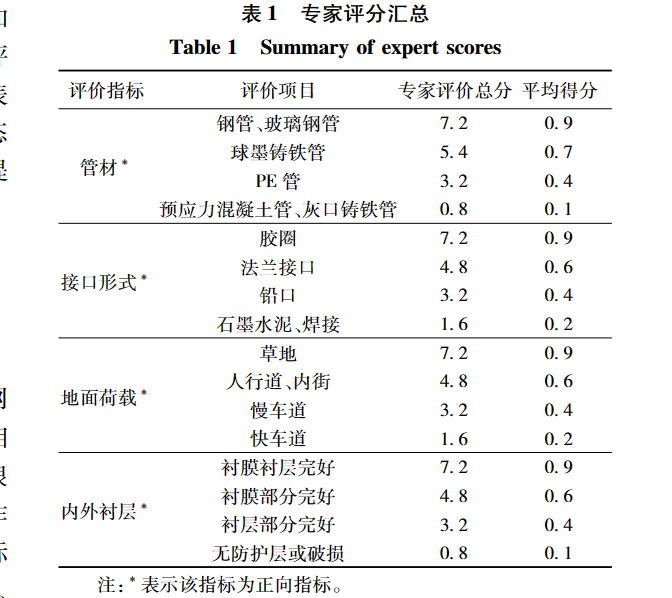 表 1 专家评分汇总
Table 1 Summary of expert scores
评价指标 评价项目 专家评价总分 平均得分
钢管、玻璃钢管 7.2 0.9
球墨铸铁管 5.4 0.7
管材*
PE 管 3.2 0.4
预应力混凝土管、灰口铸铁管 0.8 0.1
胶圈 7.2 0.9
法兰接口 4.8 0.6
接口形式*
铅口 3.2 0.4
石墨水泥、焊接 1.6 0.2
草地 7.2 0.9
人行道、内街 4.8 0.6
地面荷载*
慢车道 3.2 0.4
快车道 1.6 0.2
衬膜衬层完好 7.2 0.9
衬膜部分完好 4.8 0.6
内外衬层*
衬层部分完好 3.2 0.4
无防护层或破损 0.8 0.1
注:* 表示该指标为正向指标。